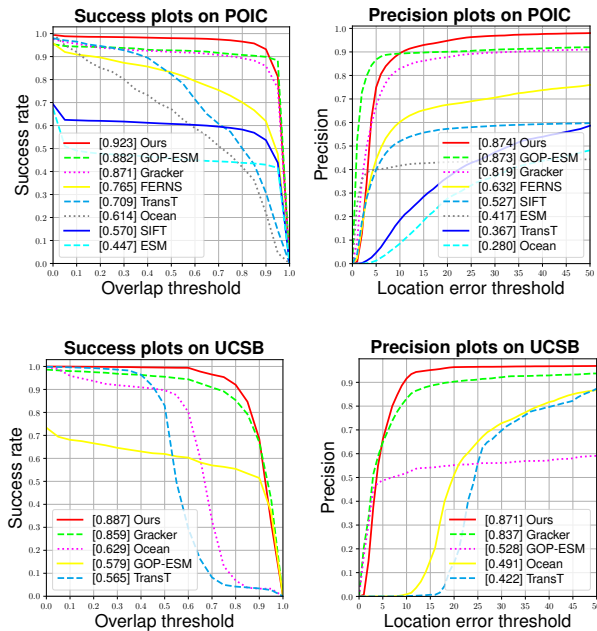 Success plots on POIC
1.0
0.9
0.8
0.7
0.6
0.5
0.4
0.3
0.2
0.1
0.0
Success rate
[0.923] Ours
[0.882] GOP-ESM
[0.871] Gracker
[0.765] FERNS
[0.709] TransT
[0.614] Ocean
[0.570] SIFT
[0.447] ESM
0.0 0.1 0.2 0.3 0.4 0.5 0.6 0.7 0.8 0.9 1.0
Overlap threshold
Precision plots on POIC
0.9
0.8
0.7
0.6
0.5
0.4
0.3
0.2
0.1
0.0
Precision
[0.874] Ours
[0.873] GOP-ESM
[0.819] Gracker
[0.632] FERNS
[0.527] SIFT
[0.417] ESM
[0.367] TransT
[0.280] Ocean
0 5 10 15 20 25 30 35 40 45 50
Location error threshold
Success plots on UCSB
1.0
0.9
0.8
0.7
0.6
0.5
0.4
0.3
0.2
0.1
0.0
Success rate
[0.887] Ours
[0.859] Gracker
[0.629] Ocean
[0.579] GOP-ESM
[0.565] TransT
0.0 0.1 0.2 0.3 0.4 0.5 0.6 0.7 0.8 0.9 1.0
Overlap threshold
Precision plots on UCSB
0.9
0.8
0.7
0.6
0.5
0.4
0.3
0.2
0.1
0.0
Precision
[0.871] Ours
[0.837] Gracker
[0.528] GOP-ESM
[0.491] Ocean
[0.422] TransT
0 5 10 15 20 25 30 35 40 45 50
Location error threshold